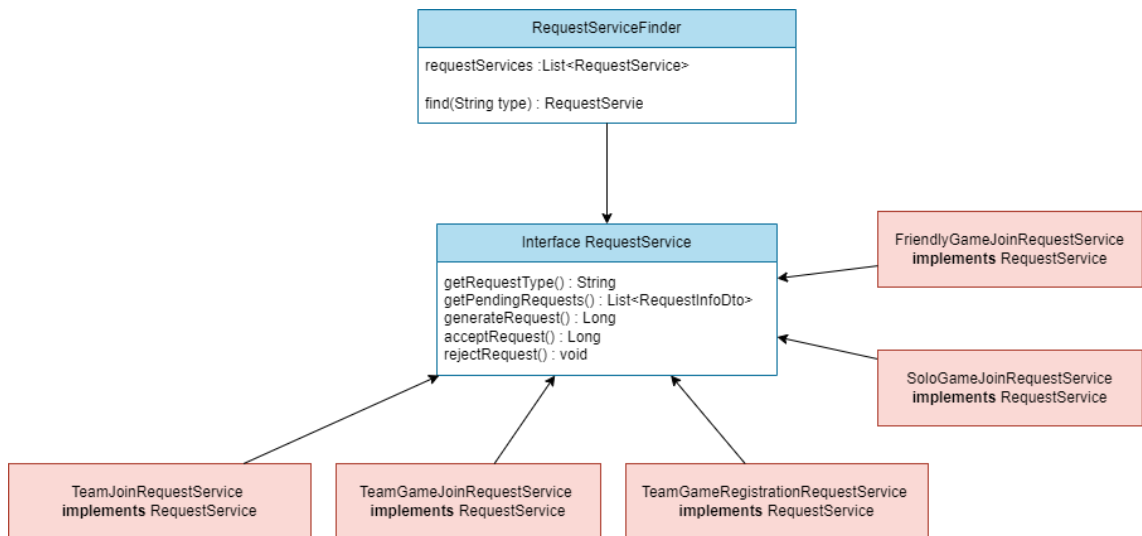 RequestServiceFinder
requestServices :List<RequestService>
find(String type) : RequestServie
Interface RequestService
getRequestType() : String
getPendingRequests() : List<RequestInfoDto>
generateRequest() : Long
acceptRequest() : Long
rejectRequest() : void
FriendlyGameJoinRequestService
implements RequestService
SoloGameJoinRequestService
implements RequestService
TeamJoinRequestService
implements RequestService
TeamGameJoinRequestService
implements RequestService
TeamGameRegistrationRequestService
implements RequestService